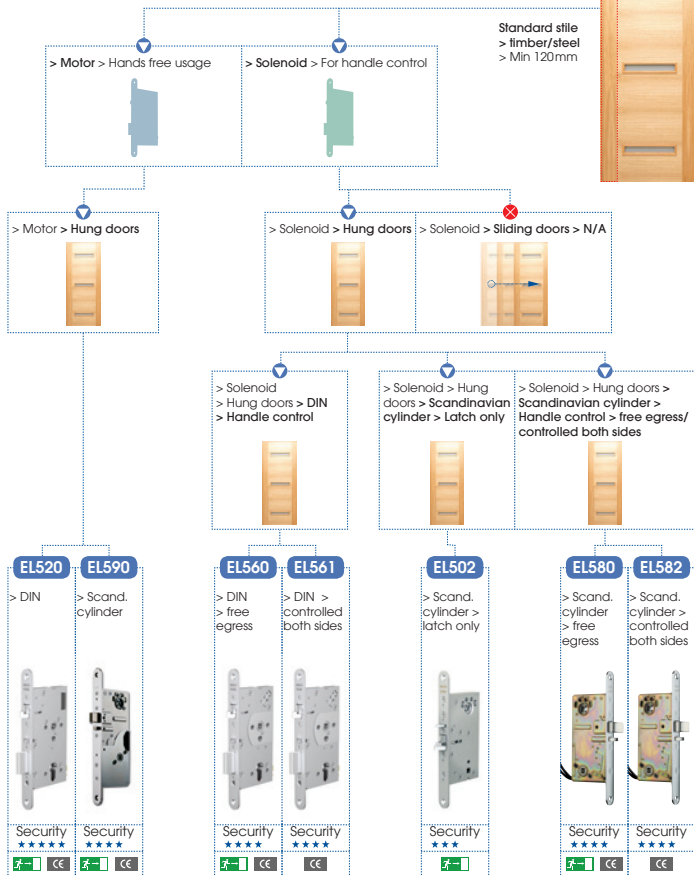 Standard stile
> timber/steel
> Min 120mm
> Motor > Hands free usage
> Solenoid > For handle control
> Motor > Hung doors
> Solenoid > Hung doors
> Solenoid > Sliding doors > N/A
> Solenoid
> Hung doors > DIN
> Handle control
> Solenoid > Hung
doors > Scandinavian
cylinder > Latch only
> Solenoid > Hung doors >
Scandinavian cylinder >
Handle control > free egress/
controlled both sides
EL520
> DIN
EL590
> Scand.
cylinder
EL560
> DIN
> free
egress
EL561
> DIN >
controlled
both sides
EL502
> Scand.
cylinder >
latch only
EL580
> Scand.
cylinder
> free
egress
EL582
> Scand.
cylinder >
controlled
both sides
Security
★★★★★
CE
Security
★★★★
CE
Security
★★★★
CE
Security
★★★★
CE
Security
★★★
Security
★★★★
CE
Security
★★★★
CE